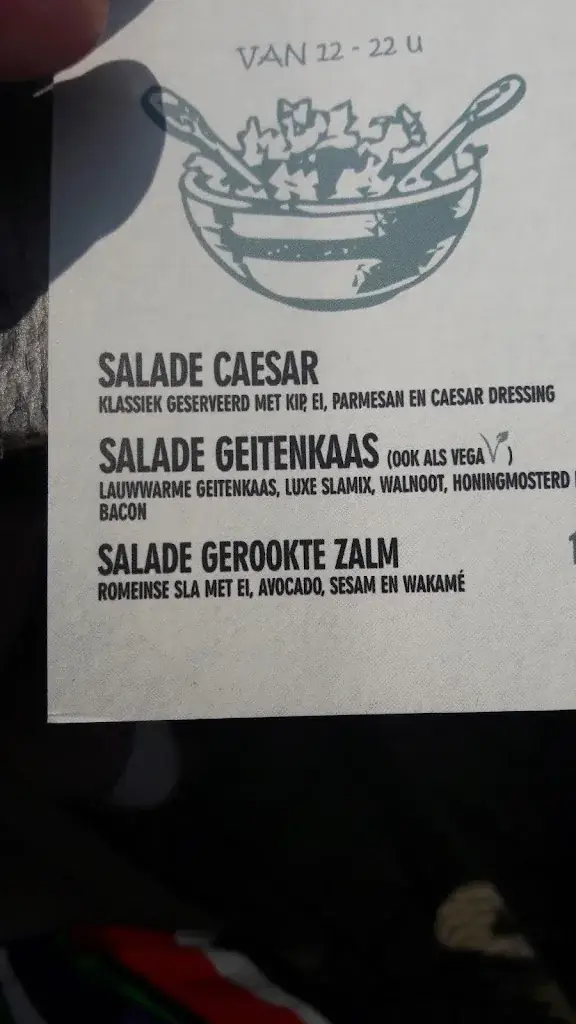 VAN 12 - 22 U
SALADE CAESAR
KLASSIEK GESERVEERD MET KIP, EI, PARMESAN EN CAESAR DRESSING
SALADE GEITENKAAS (OOK ALS VEGA)
LAUWWARME GEITENKAAS, LUXE SLAMIX, WALNOOT, HONINGMOSTERD
BACON
SALADE GEROOKTE ZALM
ROMEINSE SLA MET EI, AVOCADO, SESAM EN WAKAMÉ